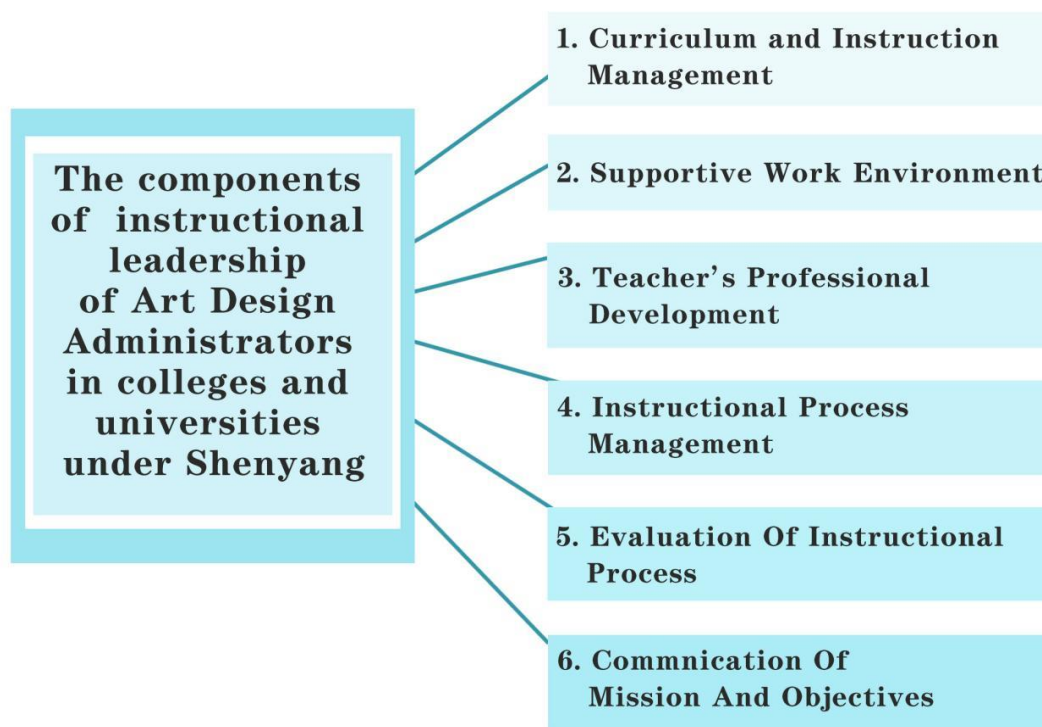 The components
of instructional
leadership
of Art Design
Administrators
in colleges and
universities
under Shenyang
1. Curriculum and Instruction
Management
2. Supportive Work Environment
3. Teacher’s Professional
Development
4. Instructional Process
Management
5. Evaluation Of Instructional
Process
6. Commnication Of
Mission And Objectives